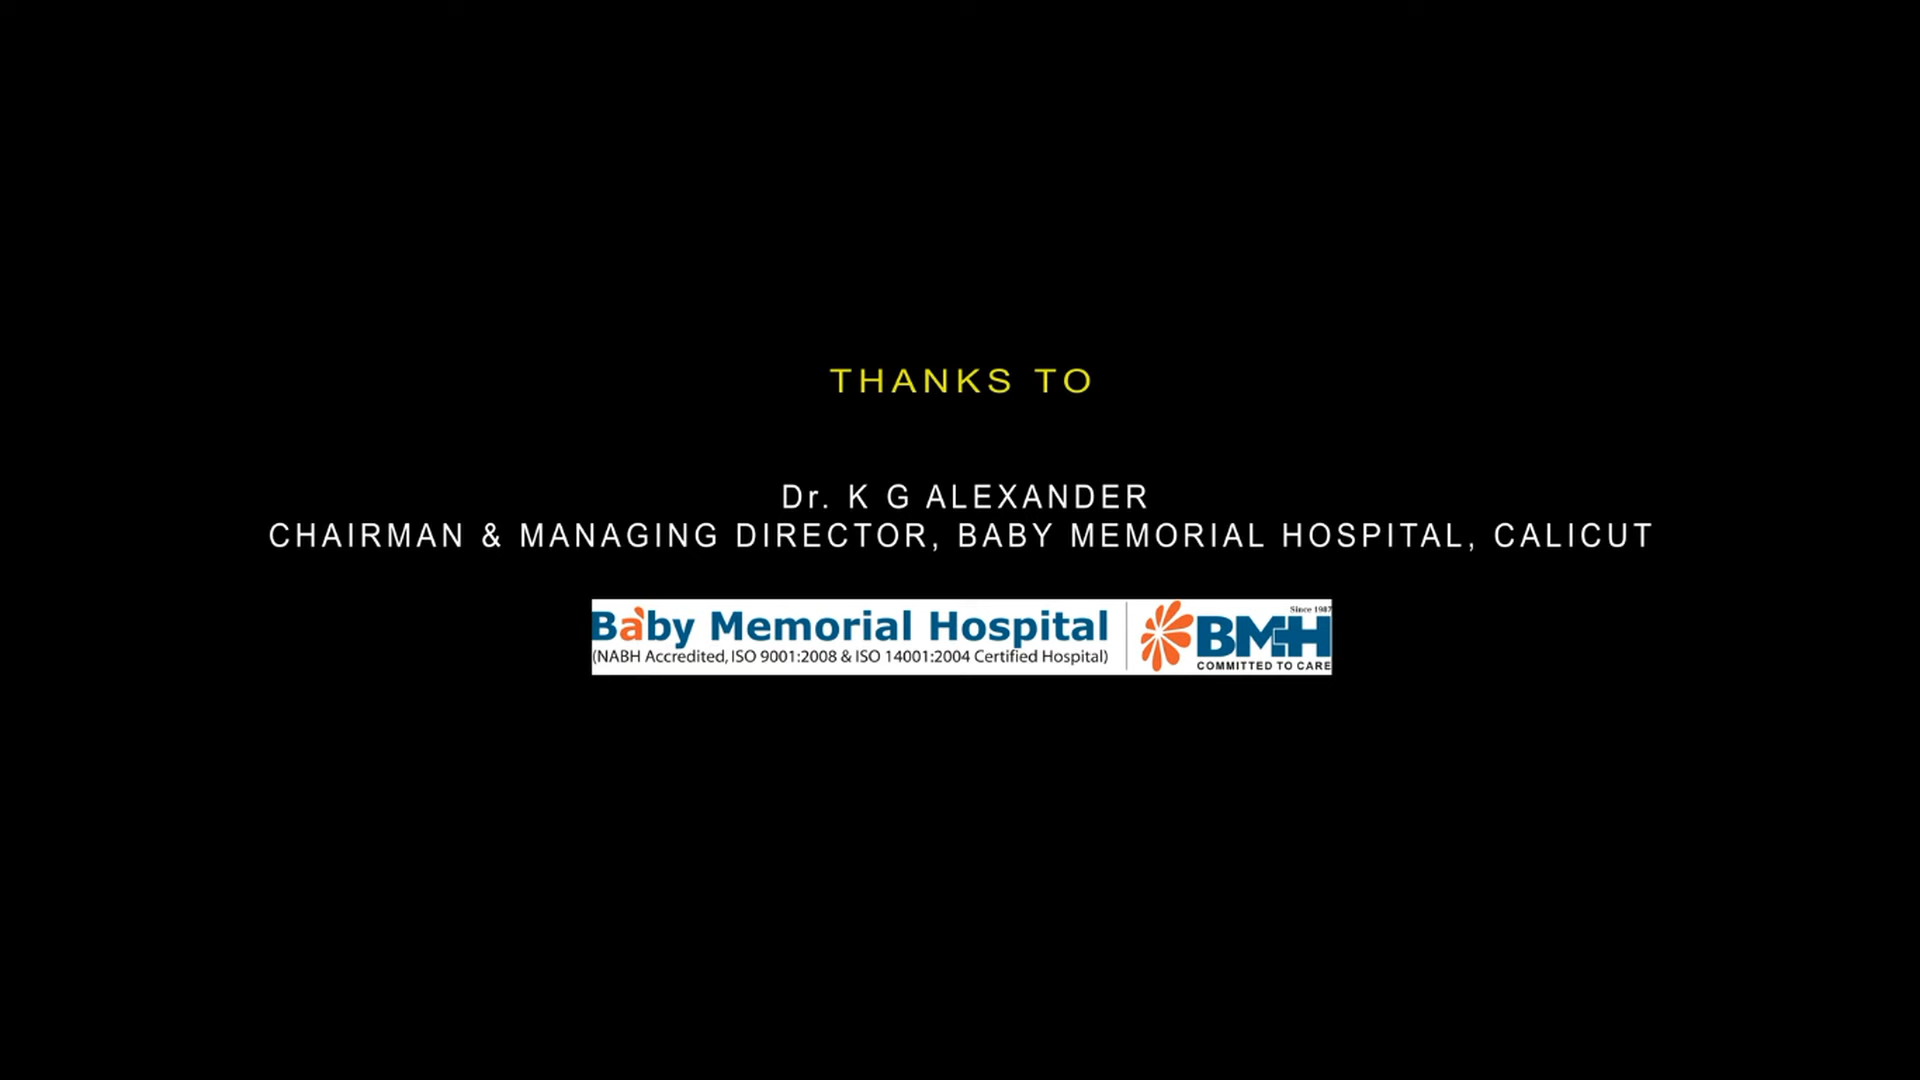 THANKS TO
Dr. K G ALEXANDER
CHAIRMAN & MANAGING DIRECTOR, BABY MEMORIAL HOSPITAL, CALICUT
Baby Memorial Hospital
(NABH Accredited, ISO 9001:2008 & ISO 14001:2004 Certified Hospital)
Since 1987
BMH
COMMITTED TO CARE